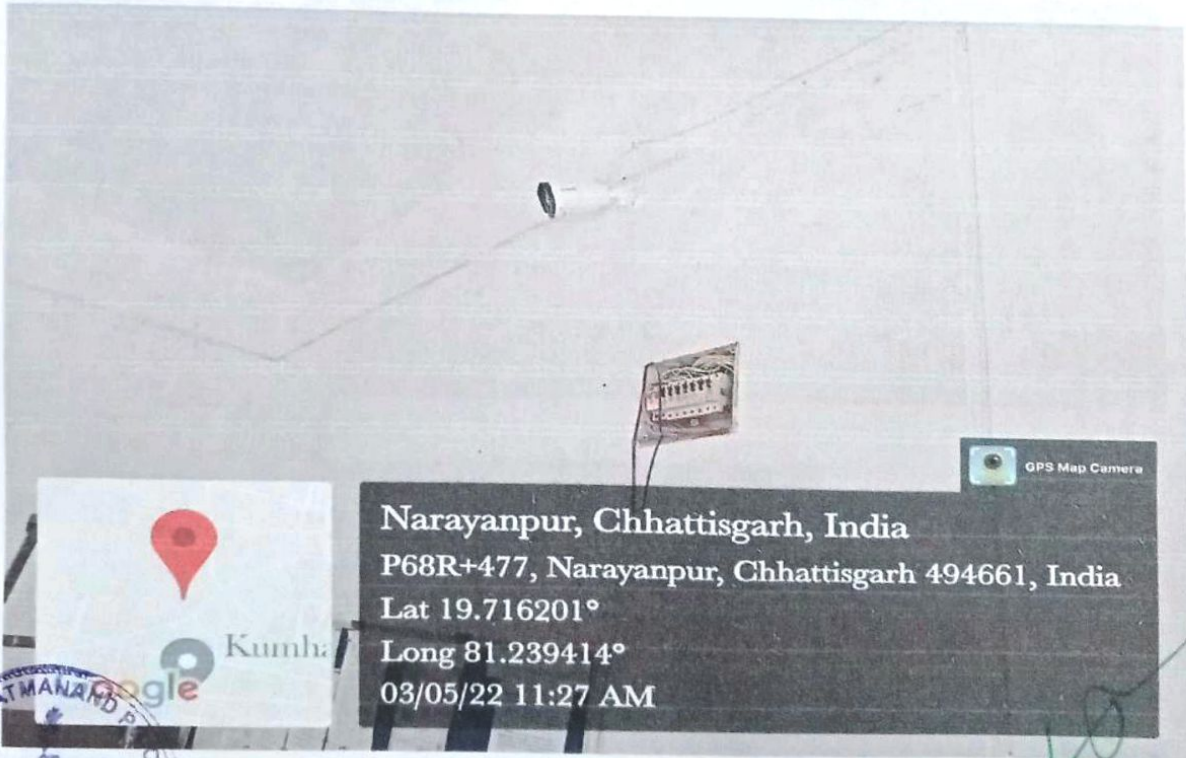 GPS Map Camera
Narayanpur, Chhattisgarh, India
P68R+477, Narayanpur, Chhattisgarh 494661, India
Lat 19.716201°
Long 81.239414°
03/05/22 11:27 AM
Kumha
Google
ATMANAND P